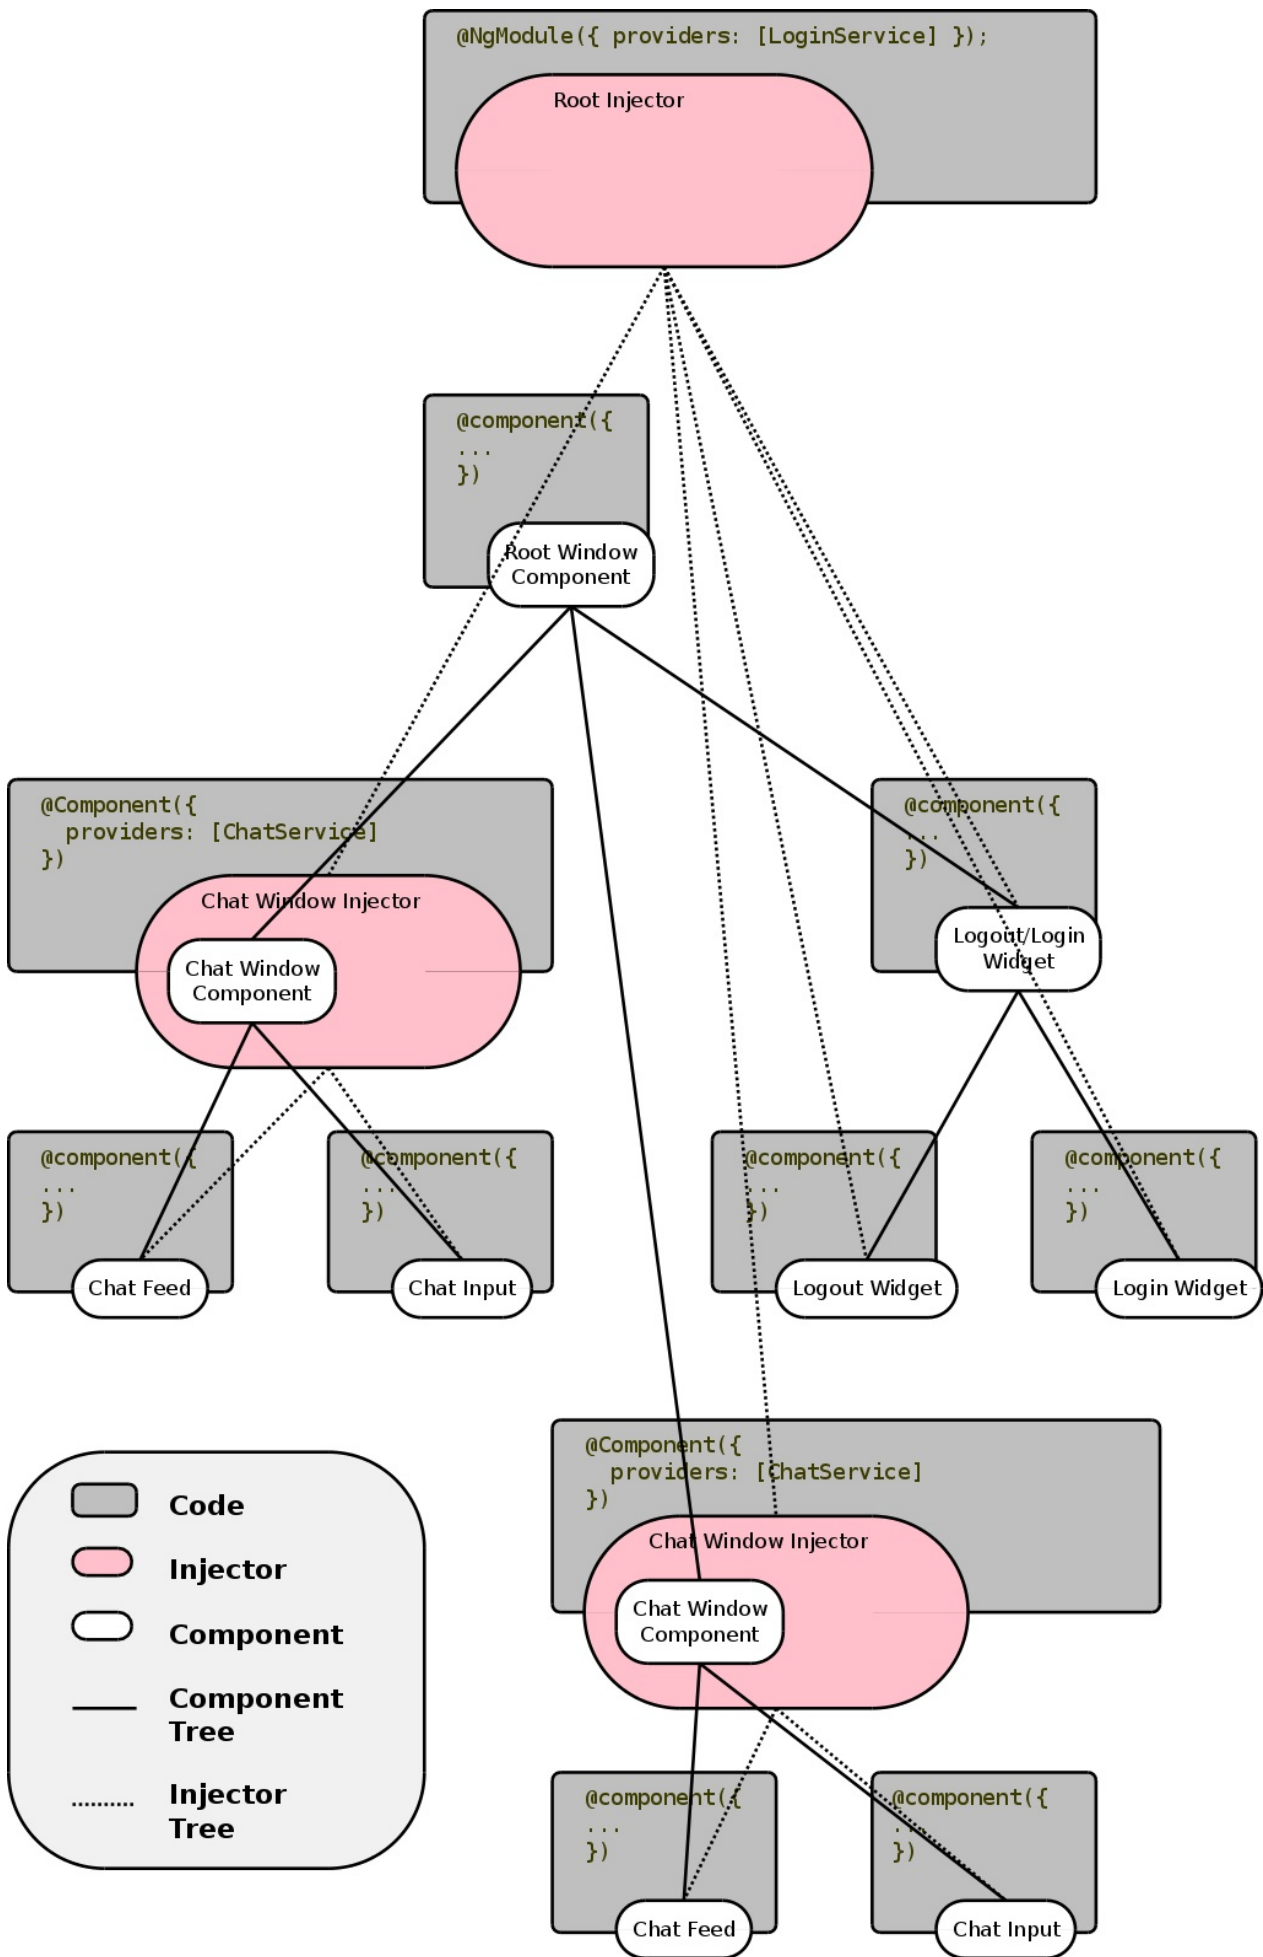 @NgModule({ providers: [LoginService] });
Root Injector
@component({
...
})
Root Window
Component
@Component({
providers: [ChatService]
})
Chat Window Injector
Chat Window
Component
@component({
...
})
Logout/Login
Widget
@component({
...
})
Chat Feed
@component({
...
})
Chat Input
@component({
...
})
Logout Widget
@component({
...
})
Login Widget
@Component({
providers: [ChatService]
})
Chat Window Injector
Chat Window
Component
@component({
...
})
Chat Feed
@component({
...
})
Chat Input
Code
Injector
Component
Component
Tree
Injector
Tree